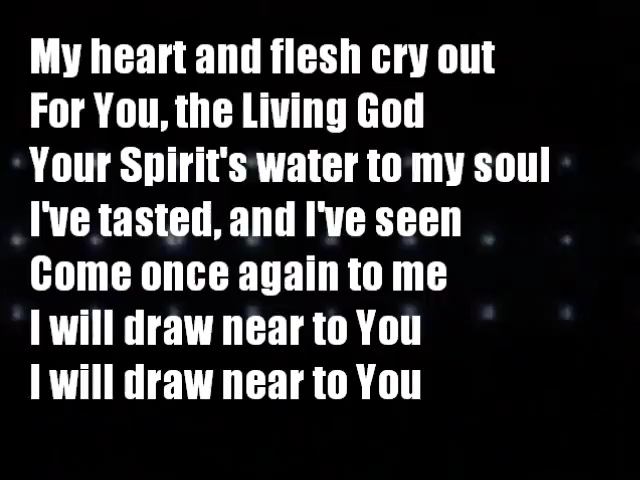 My heart and flesh cry out
For You, the Living God
Your Spirit's water to my soul
I've tasted, and I've seen
Come once again to me
I will draw near to You
I will draw near to You